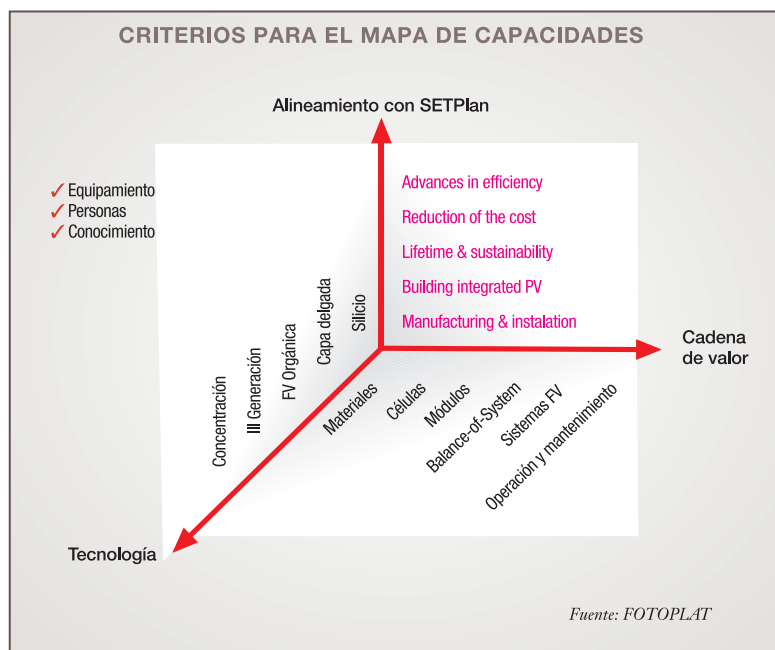 CRITERIOS PARA EL MAPA DE CAPACIDADES
Alineamiento con SETPlan
✓ Equipamiento
✓ Personas
✓ Conocimiento
Advances in efficiency
Reduction of the cost
Lifetime & sustainability
Building integrated PV
Manufacturing & instalation
Cadena
de valor
Concentración
III Generación
FV Orgánica
Capa delgada
Silicio
Materiales
Células
Módulos
Balance-of-System
Sistemas FV
Operación y mantenimiento
Tecnología
Fuente: FOTOPLAT